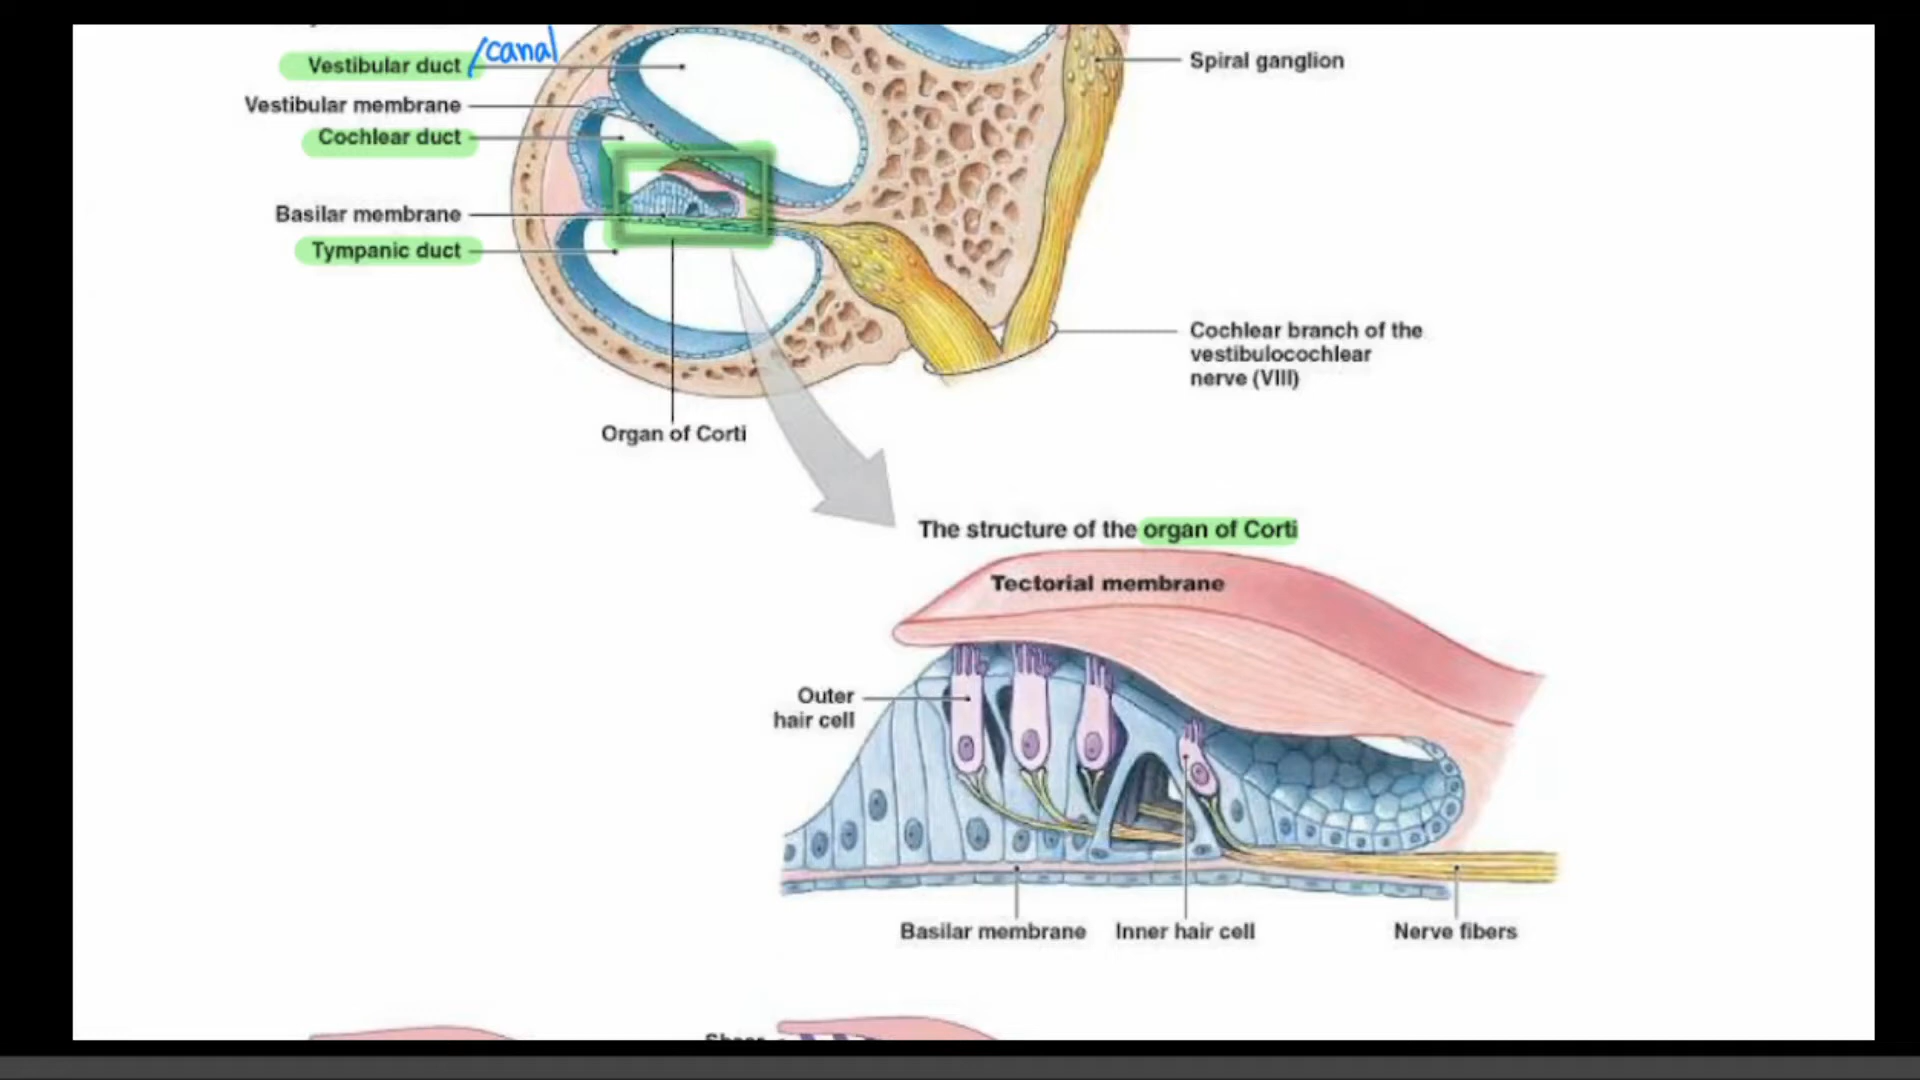 Vestibular duct /canal
Vestibular membrane
Cochlear duct
Basilar membrane
Tympanic duct
Organ of Corti
Spiral ganglion
Cochlear branch of the
vestibulocochlear
nerve (VIII)
The structure of the organ of Corti
Tectorial membrane
Outer
hair cell
Basilar membrane
Inner hair cell
Nerve fibers